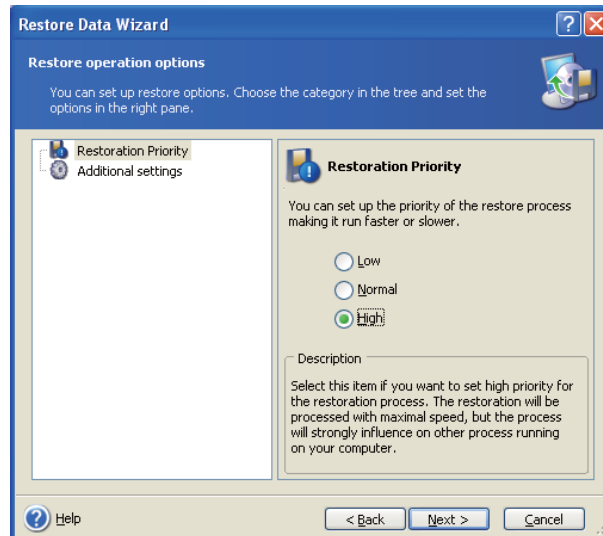 Restore Data Wizard
Restore operation options
You can set up restore options. Choose the category in the tree and set the
options in the right pane.
Restoration Priority
Additional settings
Restoration Priority
You can set up the priority of the restore process
making it run faster or slower.
Low
Normal
High
Description
Select this item if you want to set high priority for
the restoration process. The restoration will be
processed with maximal speed, but the process
will strongly influence on other process running
on your computer.
Help
< Back
Next >
Cancel